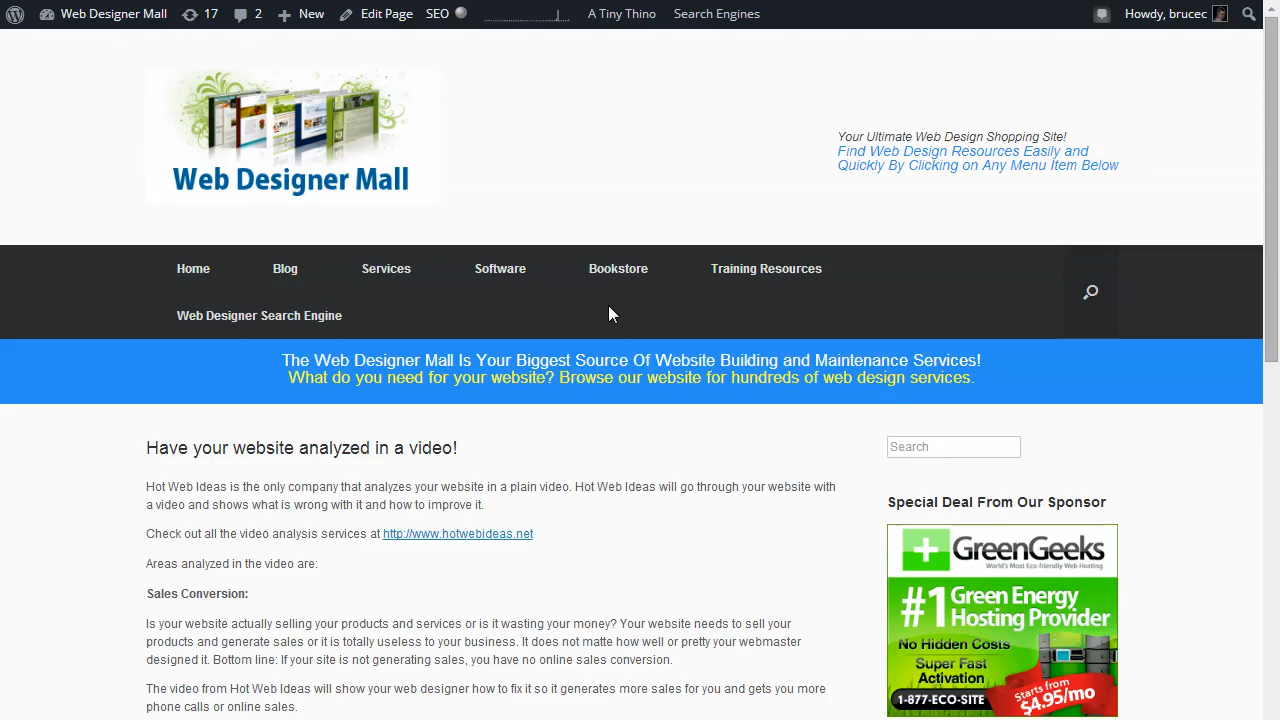 Web Designer Mall 17 2 New Edit Page SEO A Tiny Thino Search Engines Howdy, brucec
Web Designer Mall
Your Ultimate Web Design Shopping Site!
Find Web Design Resources Easily and
Quickly By Clicking on Any Menu Item Below
Home Blog Services Software Bookstore Training Resources
Web Designer Search Engine
The Web Designer Mall Is Your Biggest Source Of Website Building and Maintenance Services!
What do you need for your website? Browse our website for hundreds of web design services.
Have your website analyzed in a video!
Hot Web Ideas is the only company that analyzes your website in a plain video. Hot Web Ideas will go through your website with
a video and shows what is wrong with it and how to improve it.
Check out all the video analysis services at http://www.hotwebideas.net
Areas analyzed in the video are:
Sales Conversion:
Is your website actually selling your products and services or is it wasting your money? Your website needs to sell your
products and generate sales or it is totally useless to your business. It does not matte how well or pretty your webmaster
designed it. Bottom line: if your site is not generating sales, you have no online sales conversion.
The video from Hot Web Ideas will show your web designer how to fix it so it generates more sales for you and gets you more
phone calls for online sales.
Search
Special Deal From Our Sponsor
GreenGeeks
World's Most Eco-friendly Web Hosting
#1 Green Energy
Hosting Provider
No Hidden Costs
Super Fast
Activation
1-877-ECO-SITE
Starts from
$4.95/mo